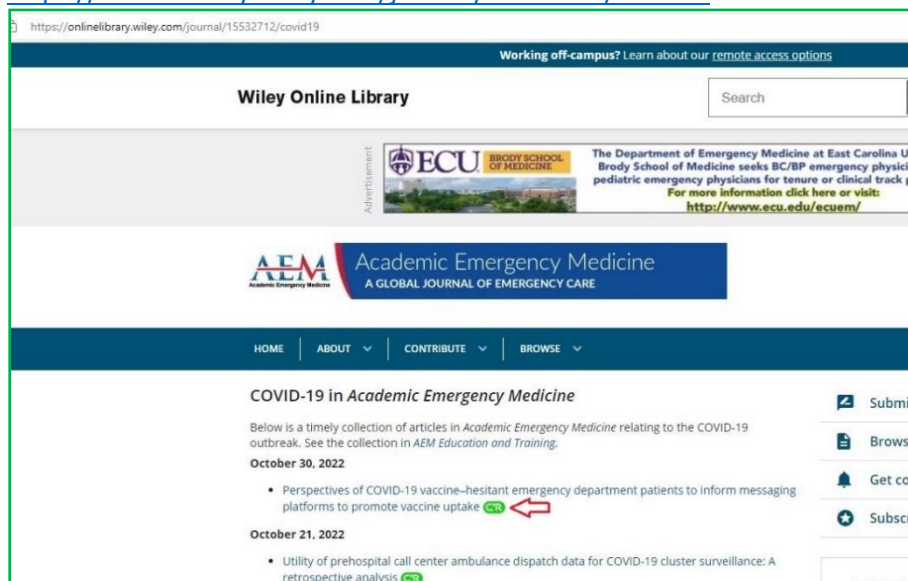 https://onlinelibrary.wiley.com/journal/15532712/covid19
Working off-campus? Learn about our remote access options
Wiley Online Library
Search
Advertisement
ECU BRODY SCHOOL OF MEDICINE
The Department of Emergency Medicine at East Carolina U
Brody School of Medicine seeks BC/BP emergency physici
pediatric emergency physicians for tenure or clinical track p
For more information click here or visit:
http://www.ecu.edu/ecuem/
AEM
Academic Emergency Medicine
Academic Emergency Medicine
A GLOBAL JOURNAL OF EMERGENCY CARE
HOME ABOUT CONTRIBUTE BROWSE
COVID-19 in Academic Emergency Medicine
Below is a timely collection of articles in Academic Emergency Medicine relating to the COVID-19
outbreak. See the collection in AEM Education and Training.
October 30, 2022
• Perspectives of COVID-19 vaccine–hesitant emergency department patients to inform messaging
platforms to promote vaccine uptake C'R
October 21, 2022
• Utility of prehospital call center ambulance dispatch data for COVID-19 cluster surveillance: A
retrospective analysis C'R
Submi
Brows
Get co
Subscr